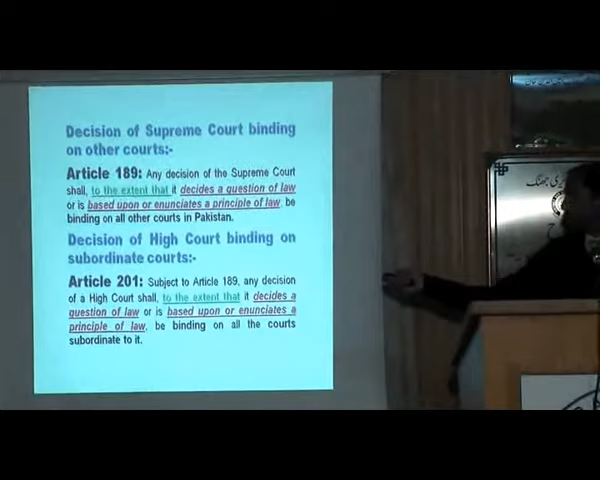 Decision of Supreme Court binding
on other courts:-
Article 189: Any decision of the Supreme Court
shall, to the extent that it decides a question of law
or is based upon or enunciates a principle of law, be
binding on all other courts in Pakistan.
Decision of High Court binding on
subordinate courts:-
Article 201: Subject to Article 189, any decision
of a High Court shall, to the extent that it decides a
question of law or is based upon or enunciates a
principle of law, be binding on all the courts
subordinate to it.